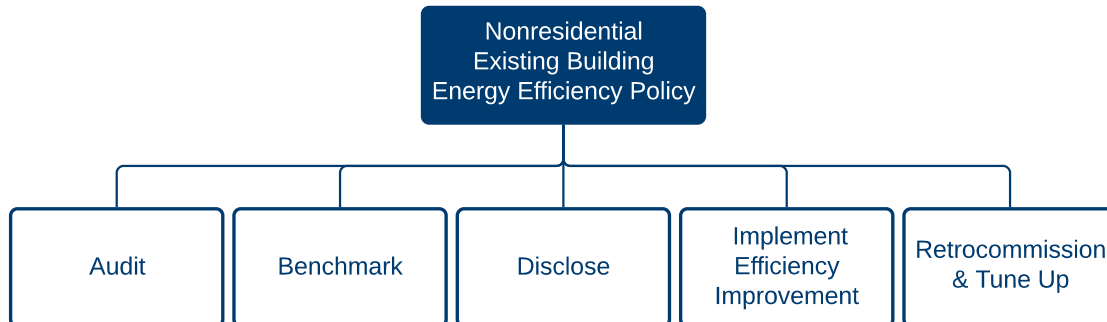 Nonresidential
Existing Building
Energy Efficiency Policy
Audit
Benchmark
Disclose
Implement
Efficiency
Improvement
Retrocommission
& Tune Up